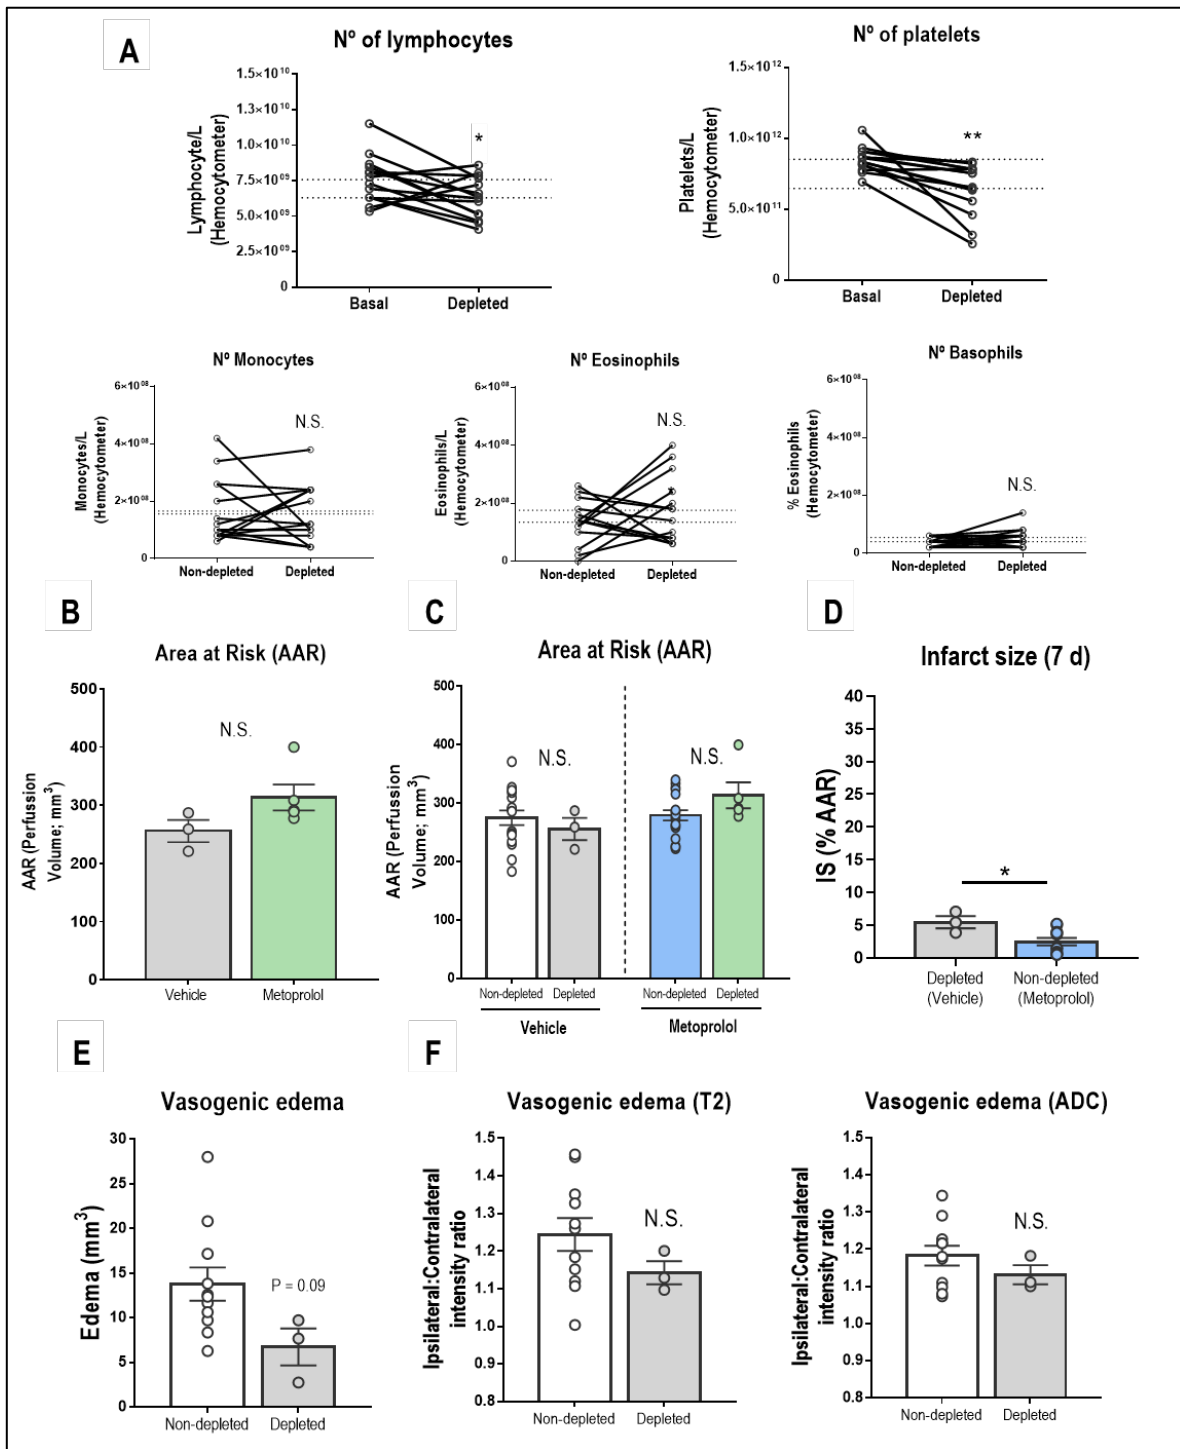 A
Nº of lymphocytes
Lymphocyte/L
(Hemocytometer)
1.5×10¹⁰
1.3×10¹⁰
1.0×10¹⁰
7.5×10⁰⁹
5.0×10⁰⁹
2.5×10⁰⁹
0
*
Basal
Depleted
Nº of platelets
Platelets/L
(Hemocytometer)
1.5×10¹²
1.0×10¹²
5.0×10¹¹
0
**
Basal
Depleted
Nº Monocytes
Monocytes/L
(Hemocytometer)
6×10⁰⁸
4×10⁰⁸
2×10⁰⁸
0
N.S.
Non-depleted
Depleted
Nº Eosinophils
Eosinophils/L
(Hemocytometer)
6×10⁰⁸
4×10⁰⁸
2×10⁰⁸
0
N.S.
Non-depleted
Depleted
Nº Basophils
% Eosinophils
(Hemocytometer)
6×10⁰⁸
4×10⁰⁸
2×10⁰⁸
0
N.S.
Non-depleted
Depleted
B
Area at Risk (AAR)
AAR (Perfussion
Volume; mm³)
500
400
300
200
100
0
N.S.
Vehicle
Metoprolol
C
Area at Risk (AAR)
AAR (Perfussion
Volume; mm³)
500
400
300
200
100
0
N.S.
N.S.
Non-depleted
Depleted
Non-depleted
Depleted
Vehicle
Metoprolol
D
Infarct size (7 d)
IS (% AAR)
40
35
30
25
20
15
10
5
0
*
Depleted
(Vehicle)
Non-depleted
(Metoprolol)
E
Vasogenic edema
Edema (mm³)
30
25
20
15
10
5
0
P = 0.09
Non-depleted
Depleted
F
Vasogenic edema (T2)
Ipsilateral:Contralateral
intensity ratio
1.5
1.4
1.3
1.2
1.1
1.0
0.9
0.8
N.S.
Non-depleted
Depleted
Vasogenic edema (ADC)
Ipsilateral:Contralateral
intensity ratio
1.5
1.4
1.3
1.2
1.1
1.0
0.9
0.8
N.S.
Non-depleted
Depleted